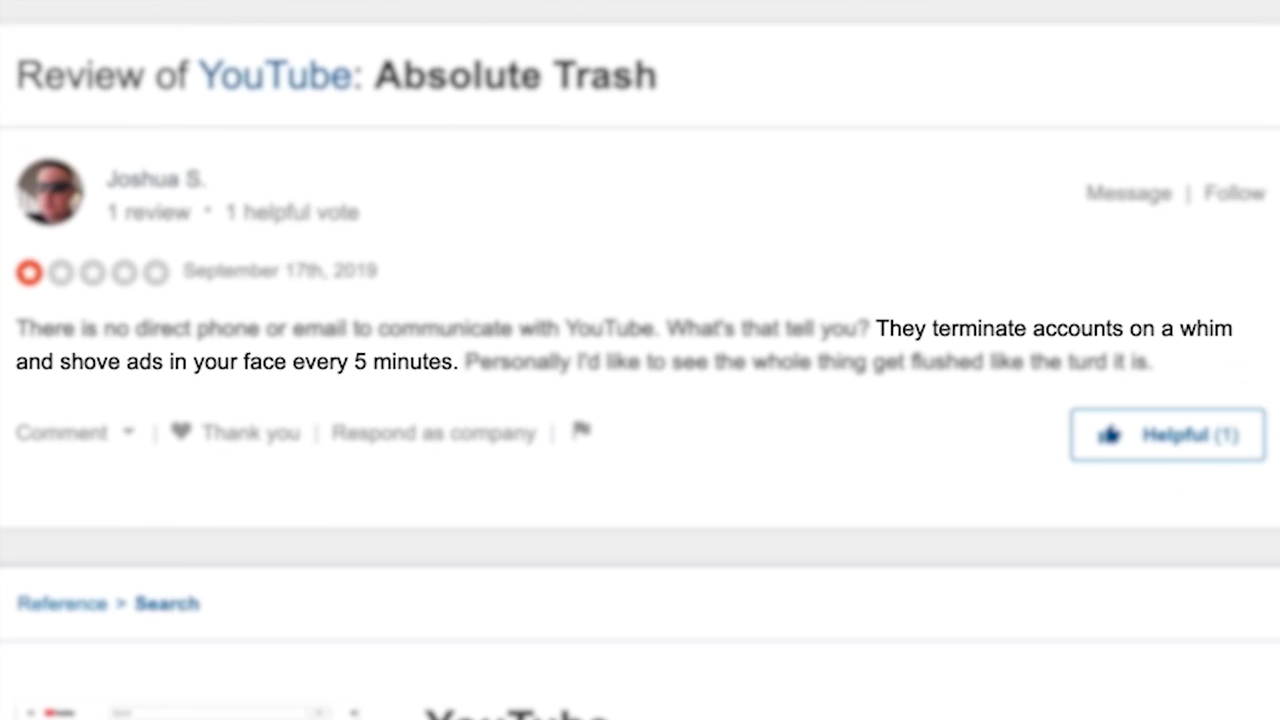 Review of YouTube: Absolute Trash
Joshua S.
1 review • 1 helpful vote
Message | Follow
September 17th, 2019
There is no direct phone or email to communicate with YouTube. What's that tell you? They terminate accounts on a whim
and shove ads in your face every 5 minutes. Personally I'd like to see the whole thing get flushed like the turd it is.
Comment | Thank you | Respond as company |
Helpful (1)
Reference > Search
YouTube